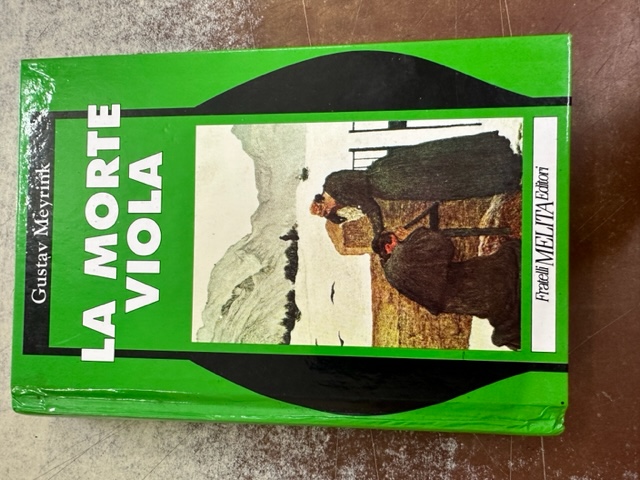 Gustav Meyrink
LA MORTE
VIOLA
Fratelli MELITA Editori